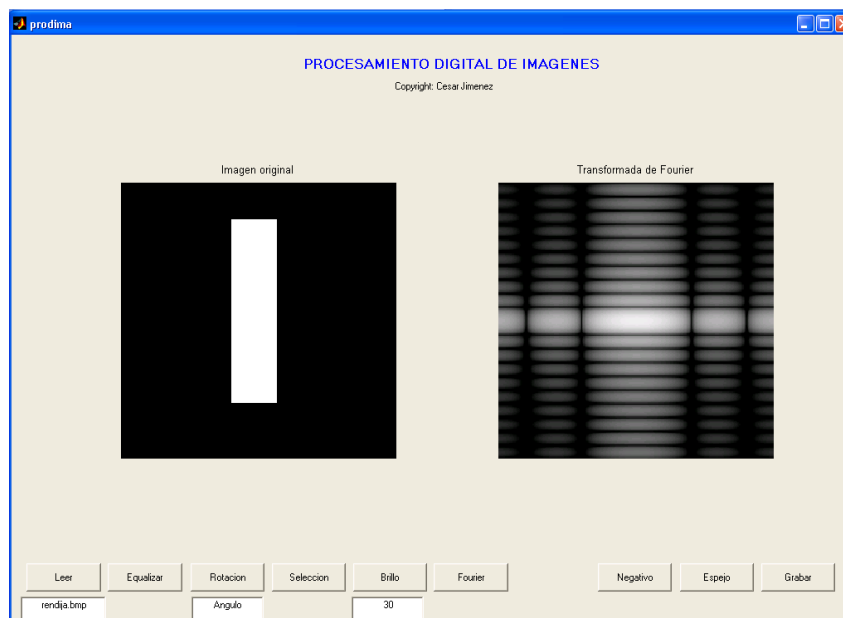 prodima
PROCESAMIENTO DIGITAL DE IMAGENES
Copyright: Cesar Jimenez
Imagen original
Transformada de Fourier
Leer
Equalizar
Rotacion
Seleccion
Brillo
Fourier
Negativo
Espejo
Grabar
rendija.bmp
Angulo
30